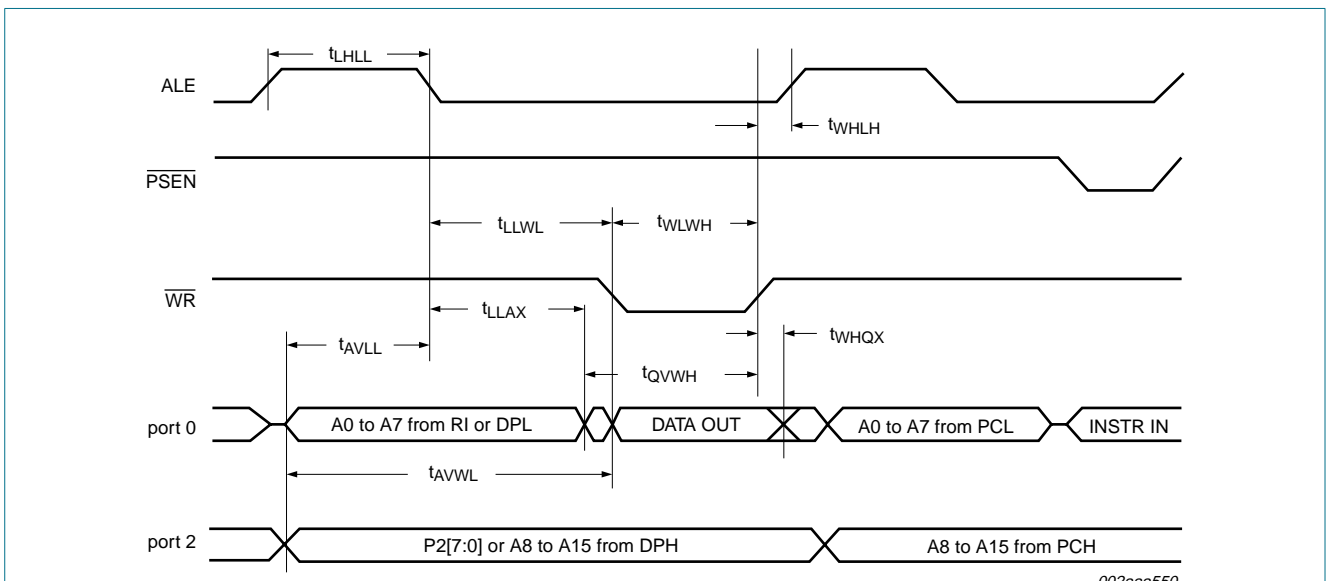 tLHLL
ALE
tWHLH
PSEN
tLLWL
tWLWH
WR
tLLAX
tWHQX
tAVLL
tQVWH
port 0
A0 to A7 from RI or DPL
DATA OUT
A0 to A7 from PCL
INSTR IN
tAVWL
port 2
P2[7:0] or A8 to A15 from DPH
A8 to A15 from PCH